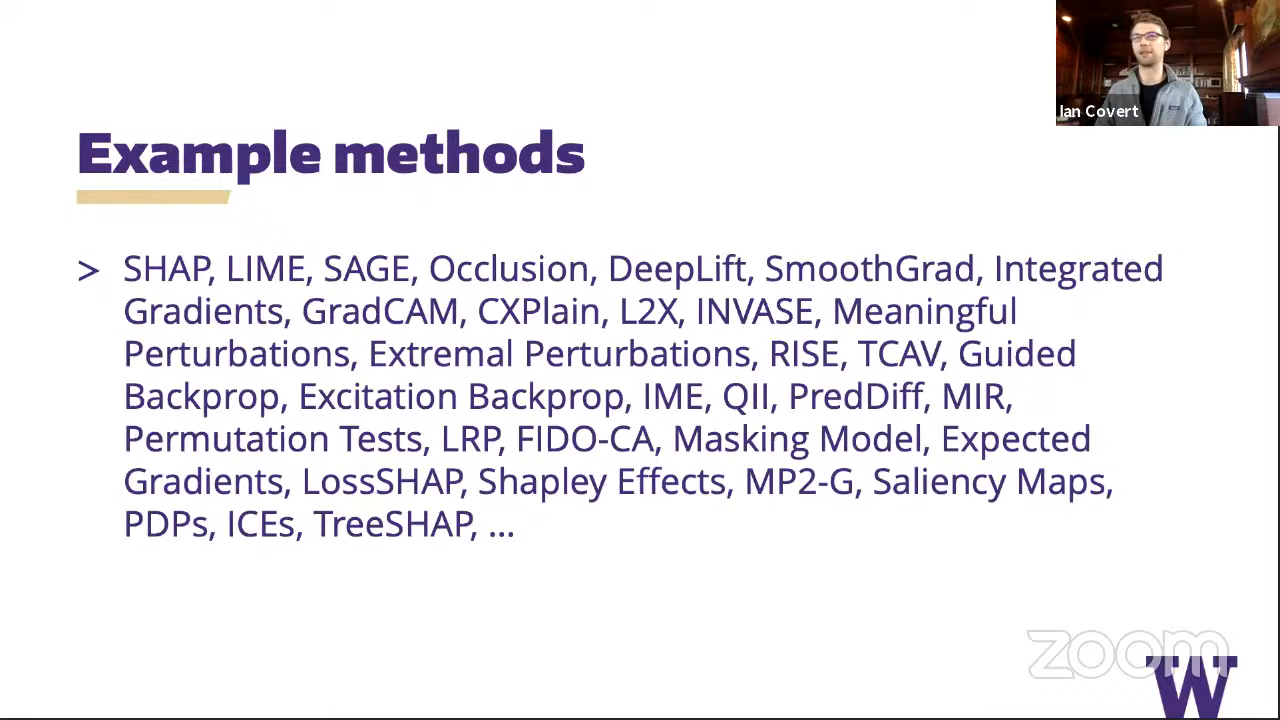 Ian Covert
Example methods
> SHAP, LIME, SAGE, Occlusion, DeepLift, SmoothGrad, Integrated
Gradients, GradCAM, CXPlain, L2X, INVASE, Meaningful
Perturbations, Extremal Perturbations, RISE, TCAV, Guided
Backprop, Excitation Backprop, IME, QII, PredDiff, MIR,
Permutation Tests, LRP, FIDO-CA, Masking Model, Expected
Gradients, LossSHAP, Shapley Effects, MP2-G, Saliency Maps,
PDPs, ICEs, TreeSHAP, ...
zoom
W